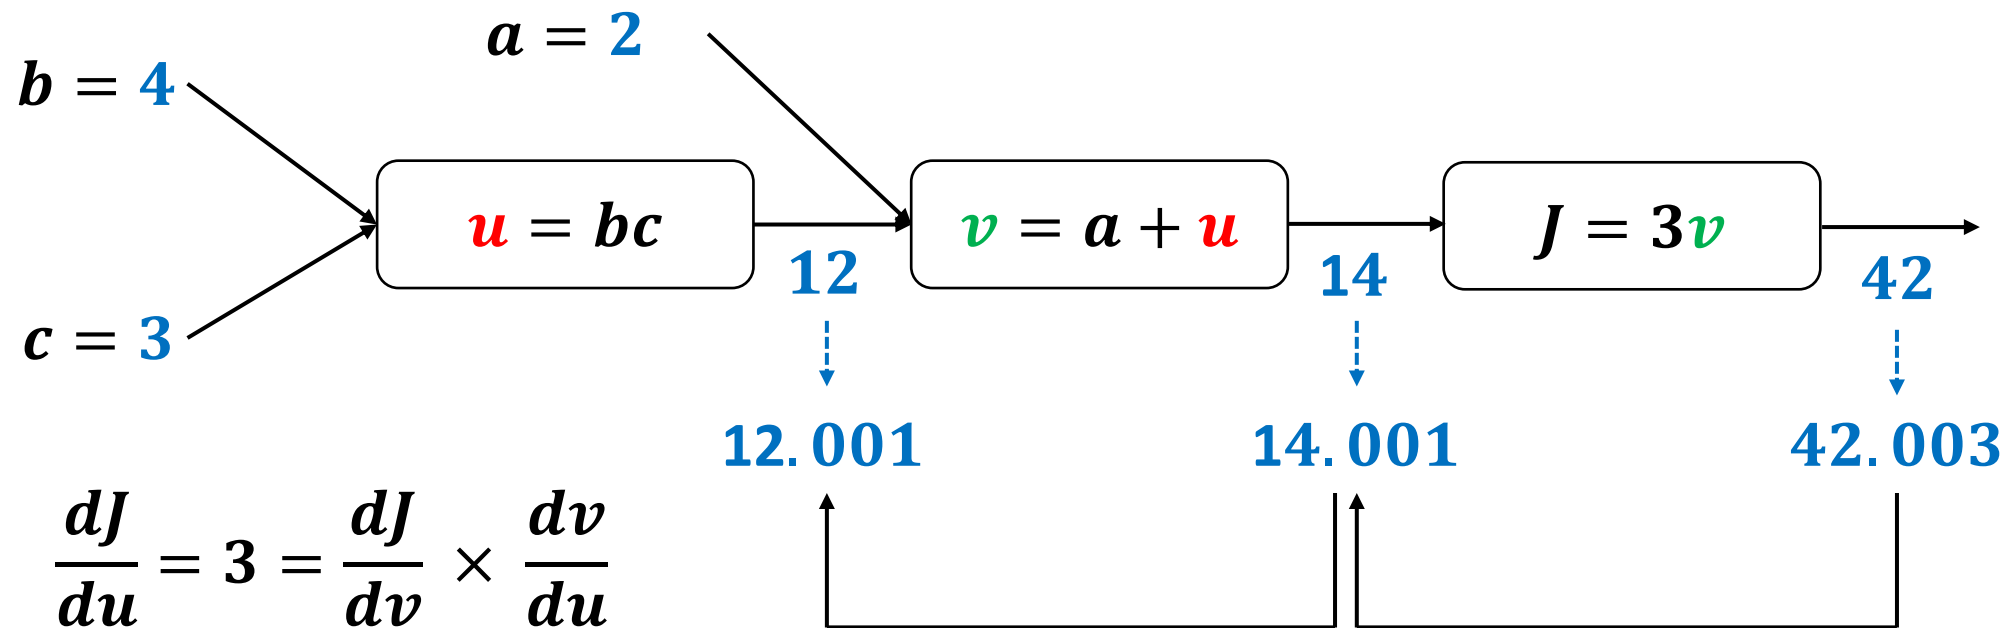 a = 2
b = 4
u = bc
v = a + u
J = 3v
12
14
42
c = 3
12.001
14.001
42.003
dJ/du = 3 = dJ/dv × dv/du